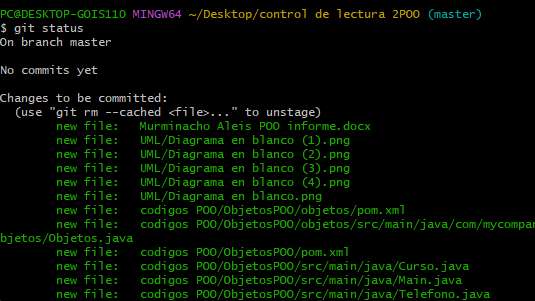 PC@DESKTOP-GOIS110 MINGW64 ~/Desktop/control de lectura 2POO (master)
$ git status
On branch master
No commits yet
Changes to be committed:
(use "git rm --cached <file>..." to unstage)
new file: Murminacho Aleis POO informe.docx
new file: UML/Diagrama en blanco (1).png
new file: UML/Diagrama en blanco (2).png
new file: UML/Diagrama en blanco (3).png
new file: UML/Diagrama en blanco (4).png
new file: UML/Diagrama en blanco.png
new file: codigos POO/ObjetosPOO/objetos/pom.xml
new file: codigos POO/ObjetosPOO/objetos/src/main/java/com/mycompan
bjetos/Objetos.java
new file: codigos POO/ObjetosPOO/pom.xml
new file: codigos POO/ObjetosPOO/src/main/java/Curso.java
new file: codigos POO/ObjetosPOO/src/main/java/Main.java
new file: codigos POO/ObjetosPOO/src/main/java/Telefono.java